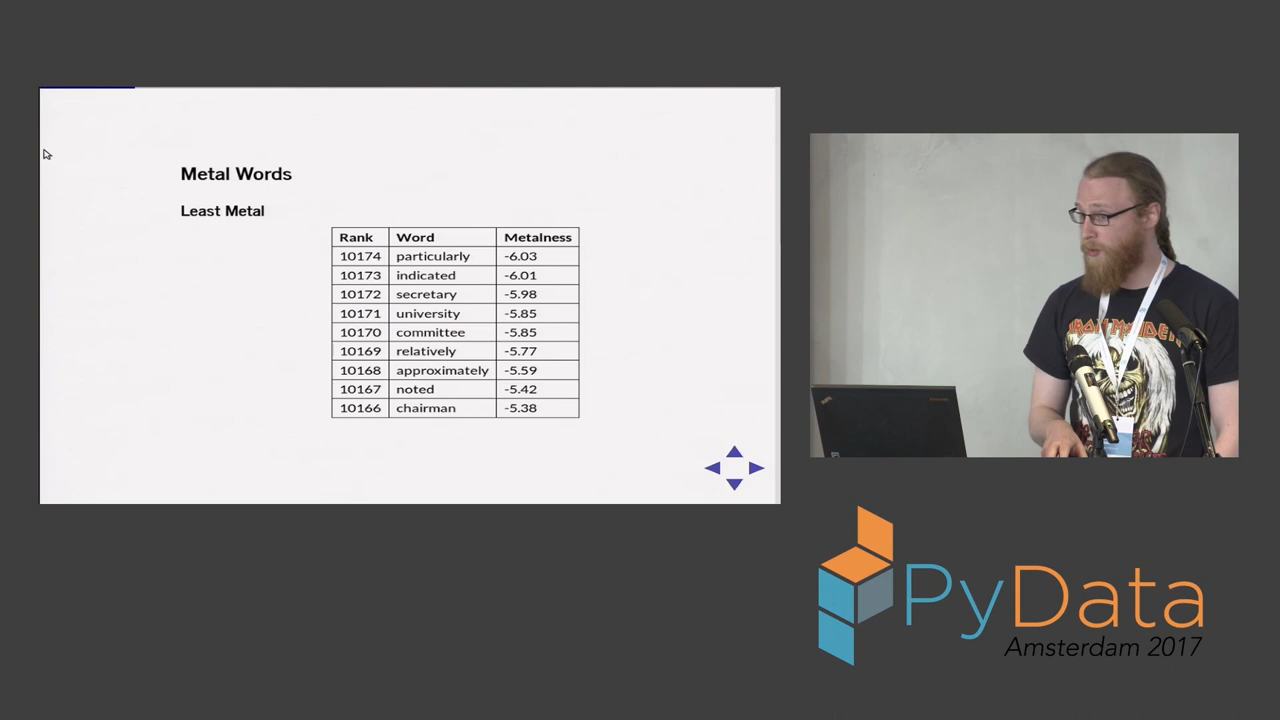 Metal Words
Least Metal
Rank Word Metalness
10174 particularly -6.03
10173 indicated -6.01
10172 secretary -5.98
10171 university -5.85
10170 committee -5.85
10169 relatively -5.77
10168 approximately -5.59
10167 noted -5.42
10166 chairman -5.38
IRON MAIDEN
PyData
Amsterdam 2017